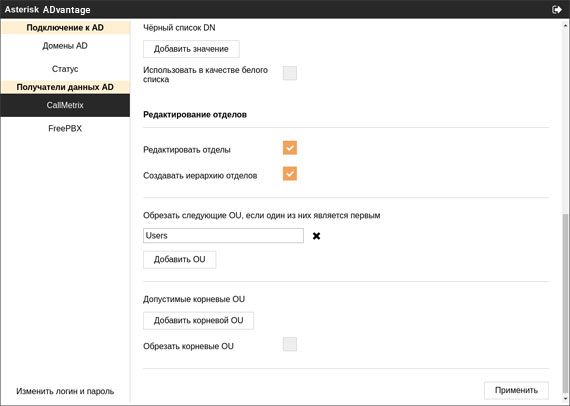 Asterisk ADvantage
Подключение к AD
Домены AD
Статус
Получатели данных AD
CallMetrix
FreePBX
Изменить логин и пароль
Чёрный список DN
Добавить значение
Использовать в качестве белого
списка
Редактирование отделов
Редактировать отделы
Создавать иерархию отделов
Обрезать следующие OU, если один из них является первым
Users
Добавить OU
Допустимые корневые OU
Добавить корневой OU
Обрезать корневые OU
Применить